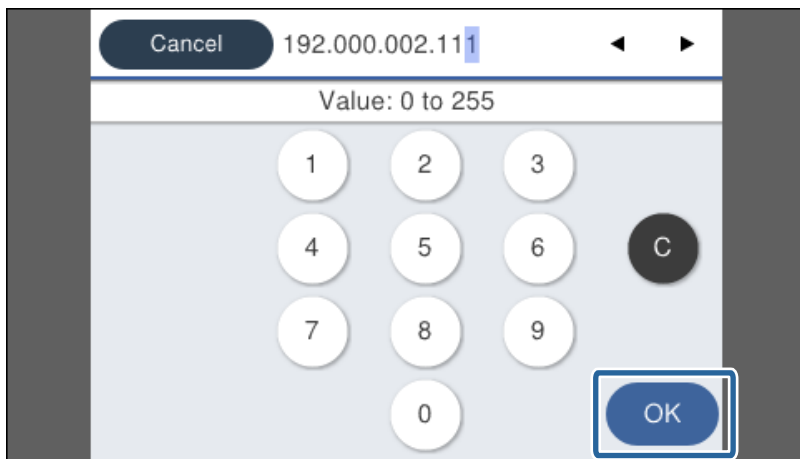 Cancel 192.000.002.111 ◀ ▶
Value: 0 to 255
1 2 3
4 5 6 C
7 8 9
0 OK